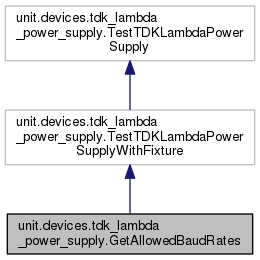 unit.devices.tdk_lambda
_power_supply.TestTDKLambdaPower
Supply
unit.devices.tdk_lambda
_power_supply.TestTDKLambdaPower
SupplyWithFixture
unit.devices.tdk_lambda
_power_supply.GetAllowedBaudRates